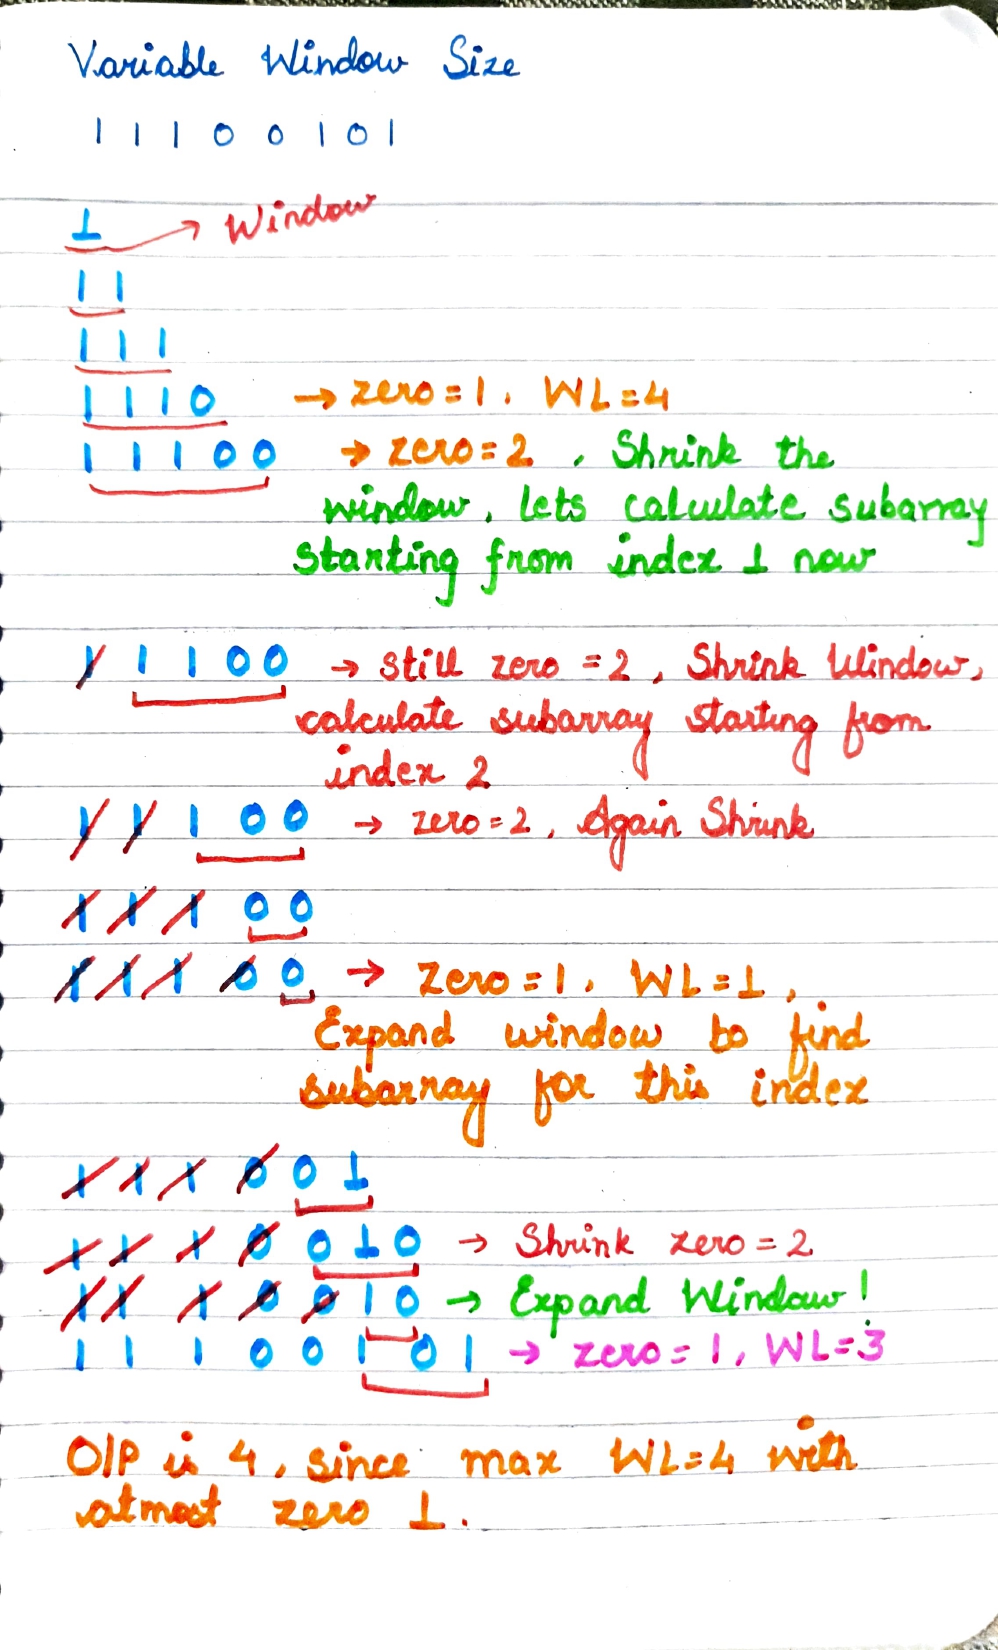 Variable Window Size
1 1 1 0 0 1 0 1
1 → Window
1 1
1 1 1
1 1 1 0 → zero = 1, WL = 4
1 1 1 0 0 → zero = 2, Shrink the
window, lets calculate subarray
starting from index 1 now
1 1 1 0 0 → still zero = 2, Shrink Window,
calculate subarray starting from
index 2
1 1 1 0 0 → zero = 2, Again Shrink
1 1 1 0 0
1 1 1 0 0 → Zero = 1, WL = 1,
Expand window to find
subarray for this index
1 1 1 0 0 1
1 1 1 0 0 1 0 → Shrink zero = 2
1 1 1 0 0 1 0 → Expand Window!
1 1 1 0 0 1 0 1 → zero = 1, WL = 3
O/P is 4, since max WL = 4 with
atmost zero 1.